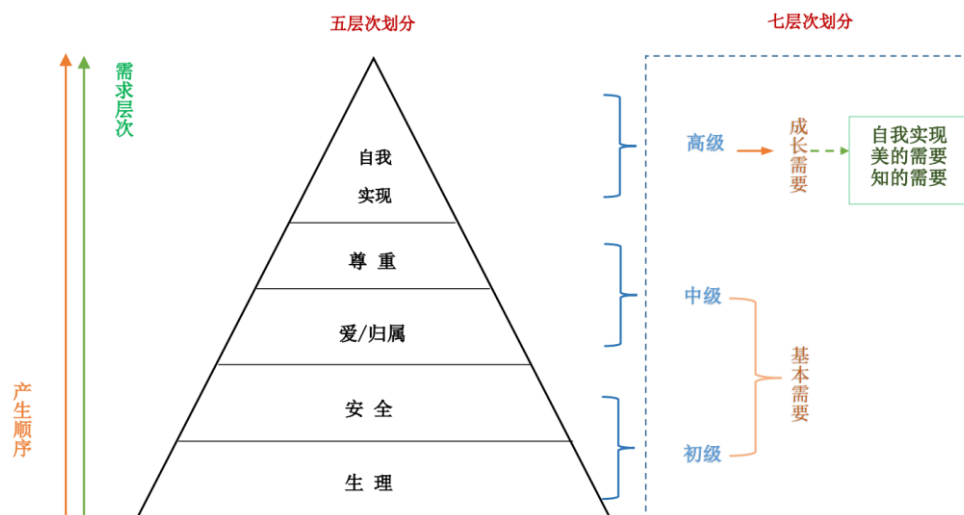 五层次划分
七层次划分
需求层次
产生顺序
自我
实现
尊 重
爱/归属
安 全
生 理
高级
中级
初级
成长需要
基本需要
自我实现
美的需要
知的需要